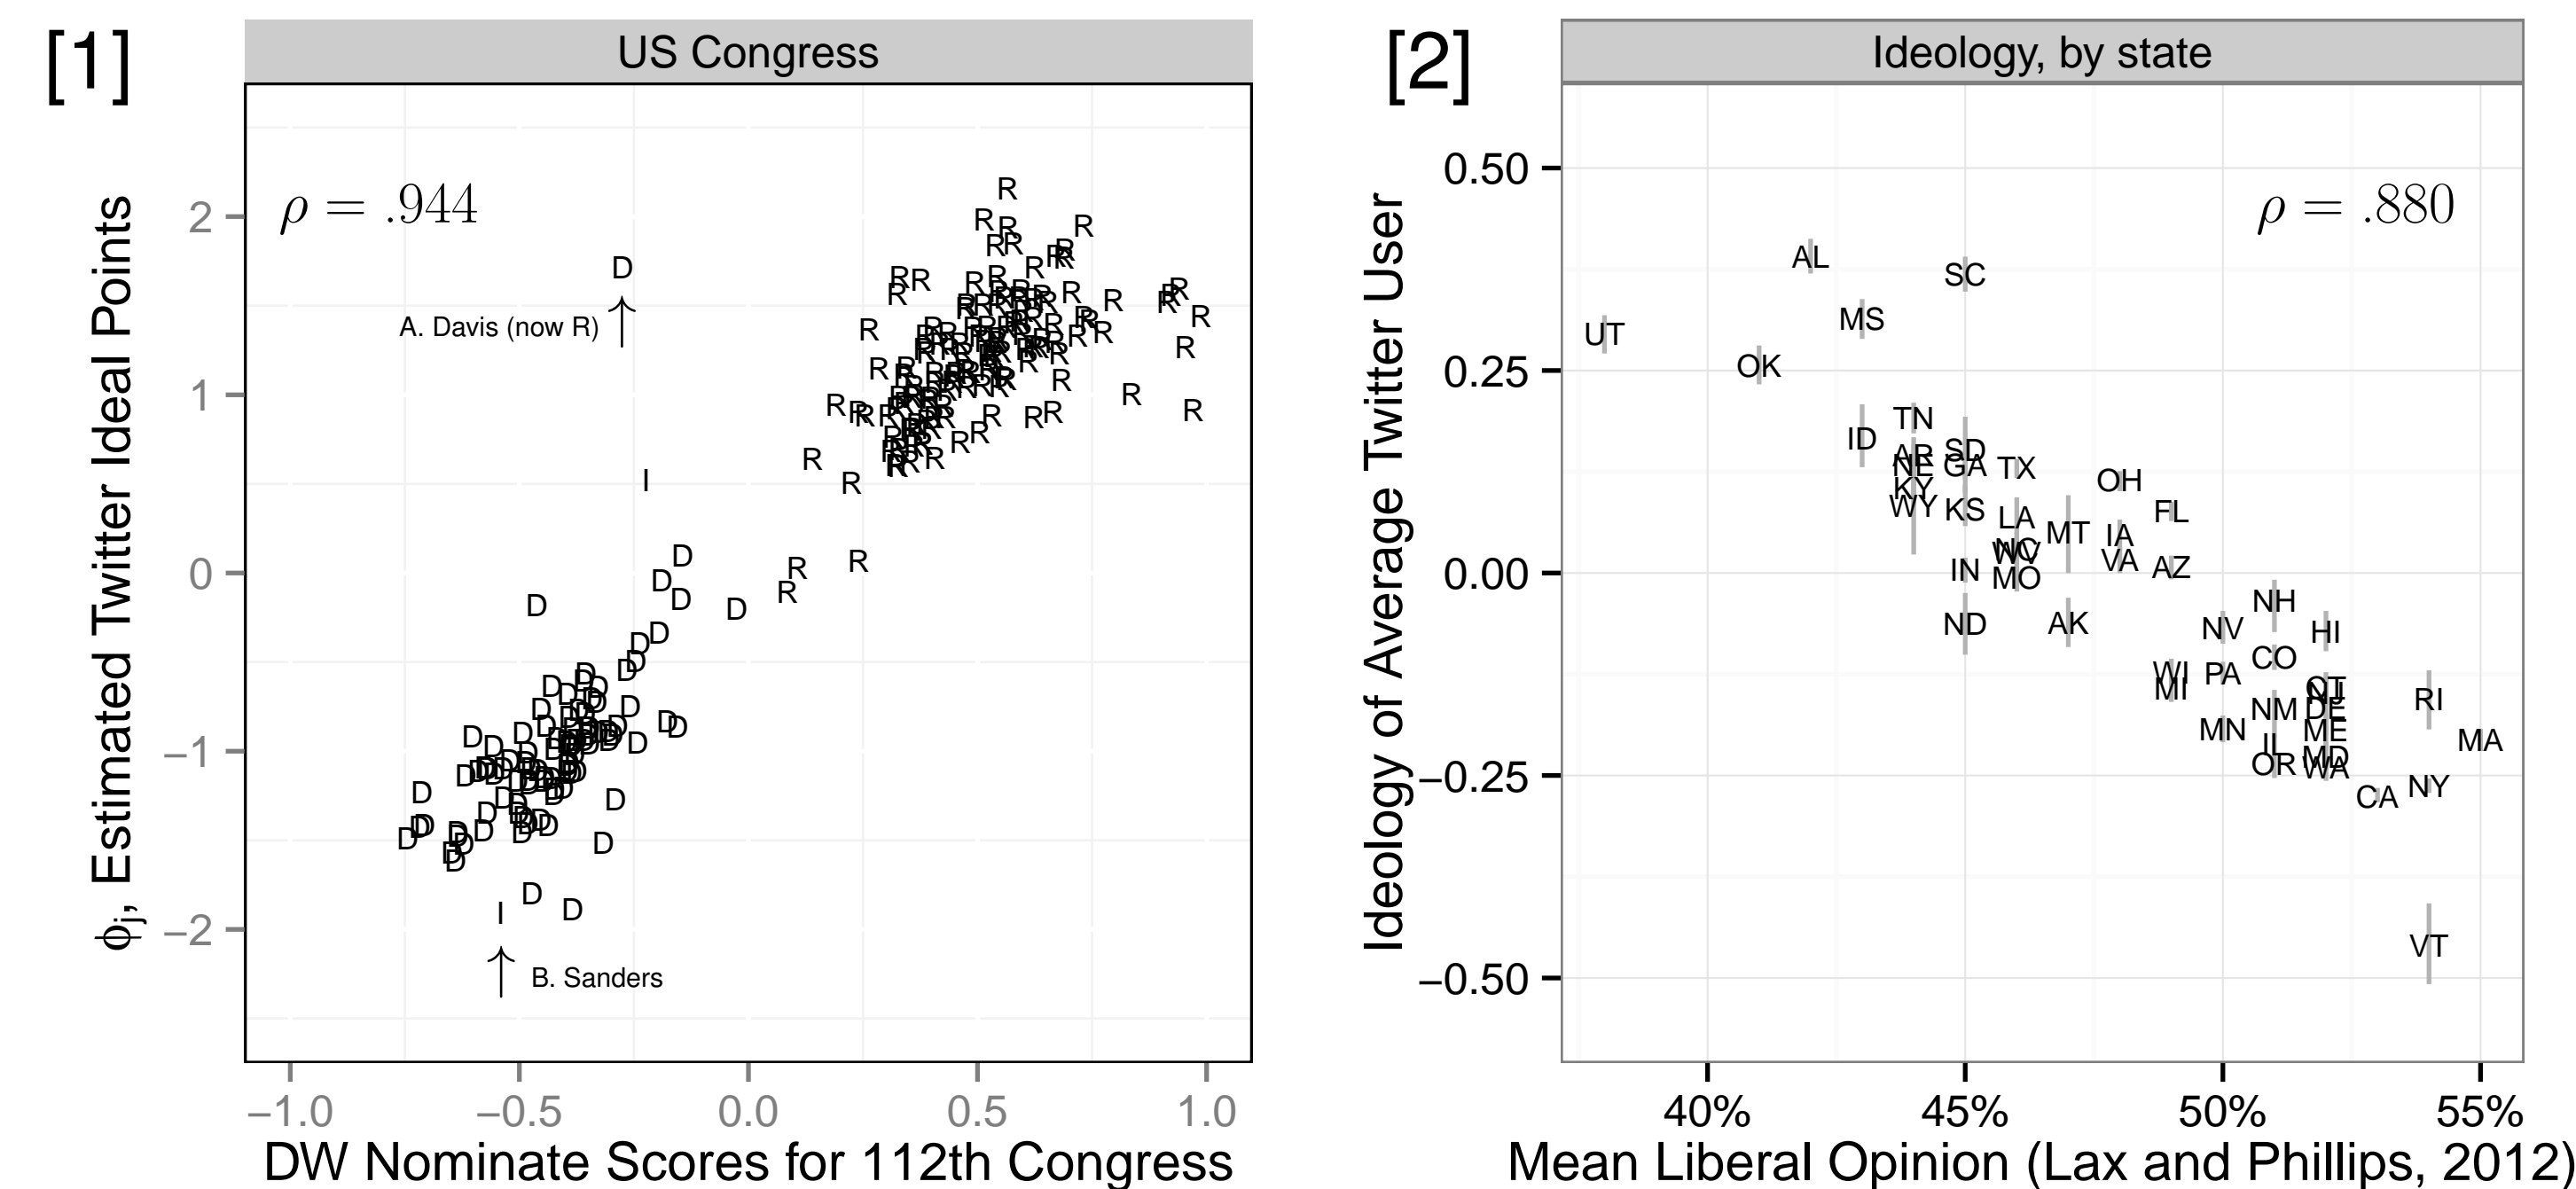 [1]
US Congress
ρ = .944
A. Davis (now R)
B. Sanders
D
I
R
ϕj, Estimated Twitter Ideal Points
2
1
0
−1
−2
−1.0 −0.5 0.0 0.5 1.0
DW Nominate Scores for 112th Congress
[2]
Ideology, by state
ρ = .880
Ideology of Average Twitter User
0.50
0.25
0.00
−0.25
−0.50
AL
SC
MS
UT
OK
TN
ID
SD
AR
NE GA TX
OH
KY
WY KS
FL
LA
MT IA
NC
WV
VA
IN AZ
MO
NH
ND AK NV HI
CO
WI PA
MI
CT
NJ
RI
NM DE
MN ME
IL
MA
MD
OR WA
NY
CA
VT
40% 45% 50% 55%
Mean Liberal Opinion (Lax and Phillips, 2012)